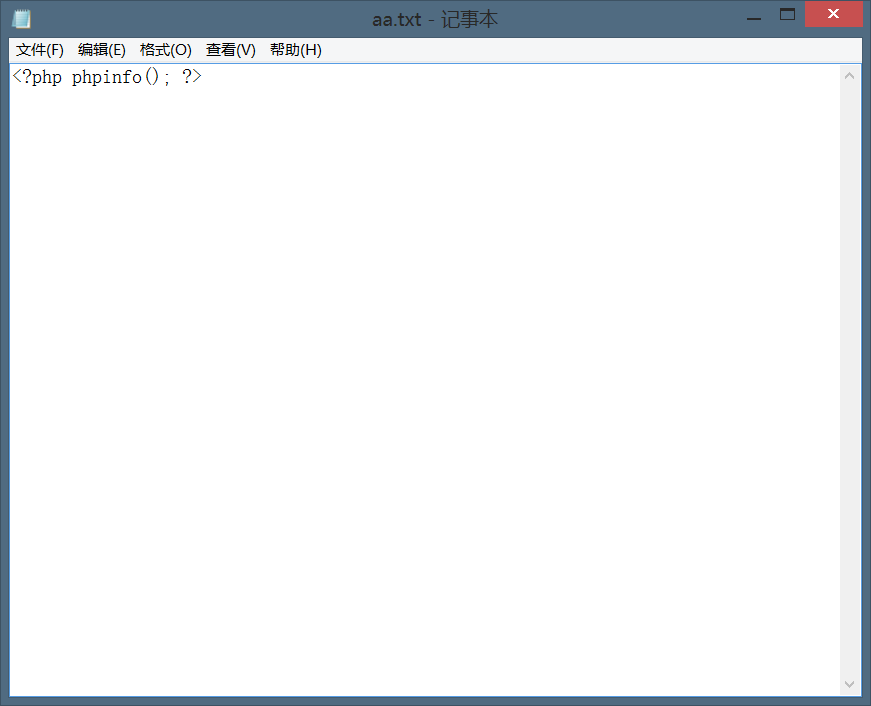 aa.txt - 记事本
文件(F) 编辑(E) 格式(O) 查看(V) 帮助(H)
<?php phpinfo(); ?>